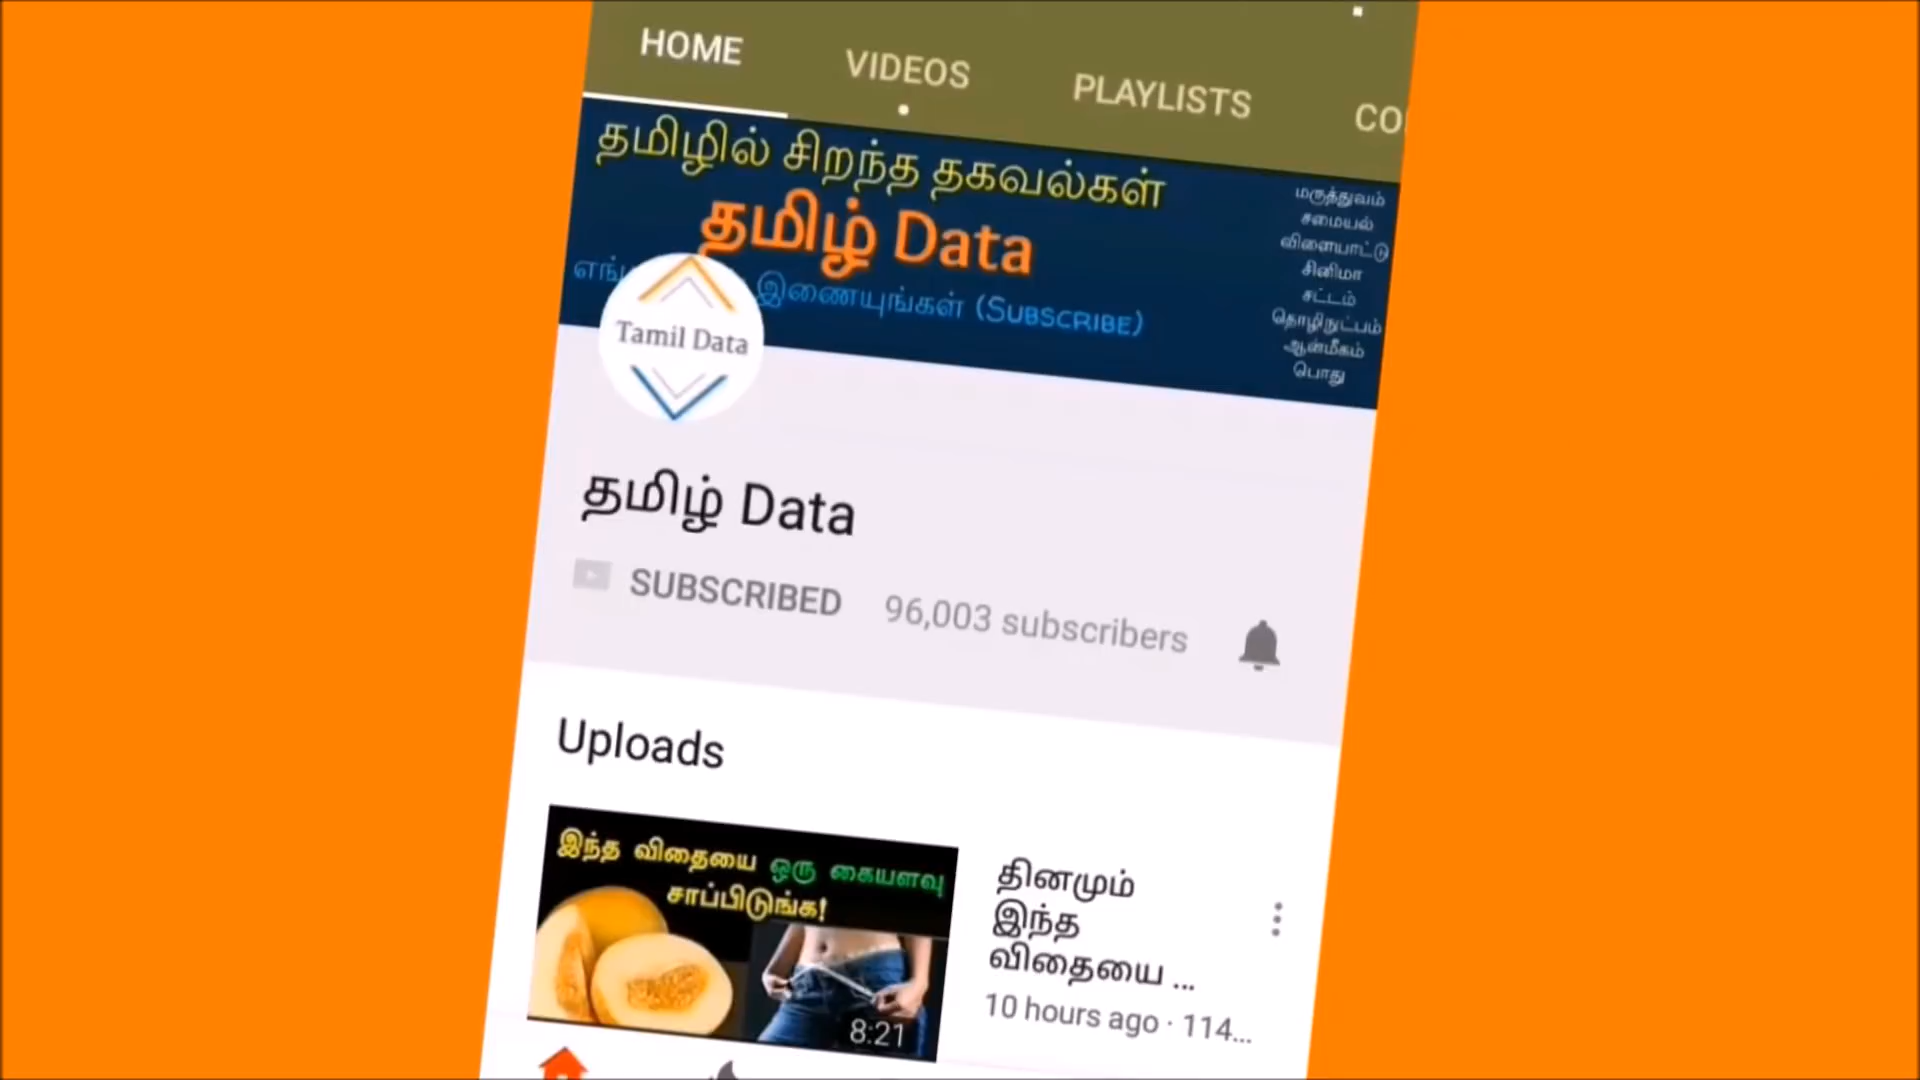 HOME
VIDEOS
PLAYLISTS
தமிழில் சிறந்த தகவல்கள்
தமிழ் Data
இணையுங்கள் (SUBSCRIBE)
மருத்துவம்
சமையல்
வினையாட்டு
சினிமா
சட்டம்
தொழிநுட்பம்
ஆன்மீகம்
பொது
Tamil Data
தமிழ் Data
SUBSCRIBED 96,003 subscribers
Uploads
இந்த விதையை ஒரு கையளவு
சாப்பிடுங்க!
8:21
தினமும்
இந்த
விதையை ...
10 hours ago · 114...